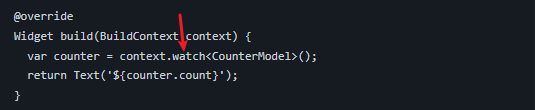 @override
Widget build(BuildContext context) {
  var counter = context.watch<CounterModel>();
  return Text('${counter.count}');
}